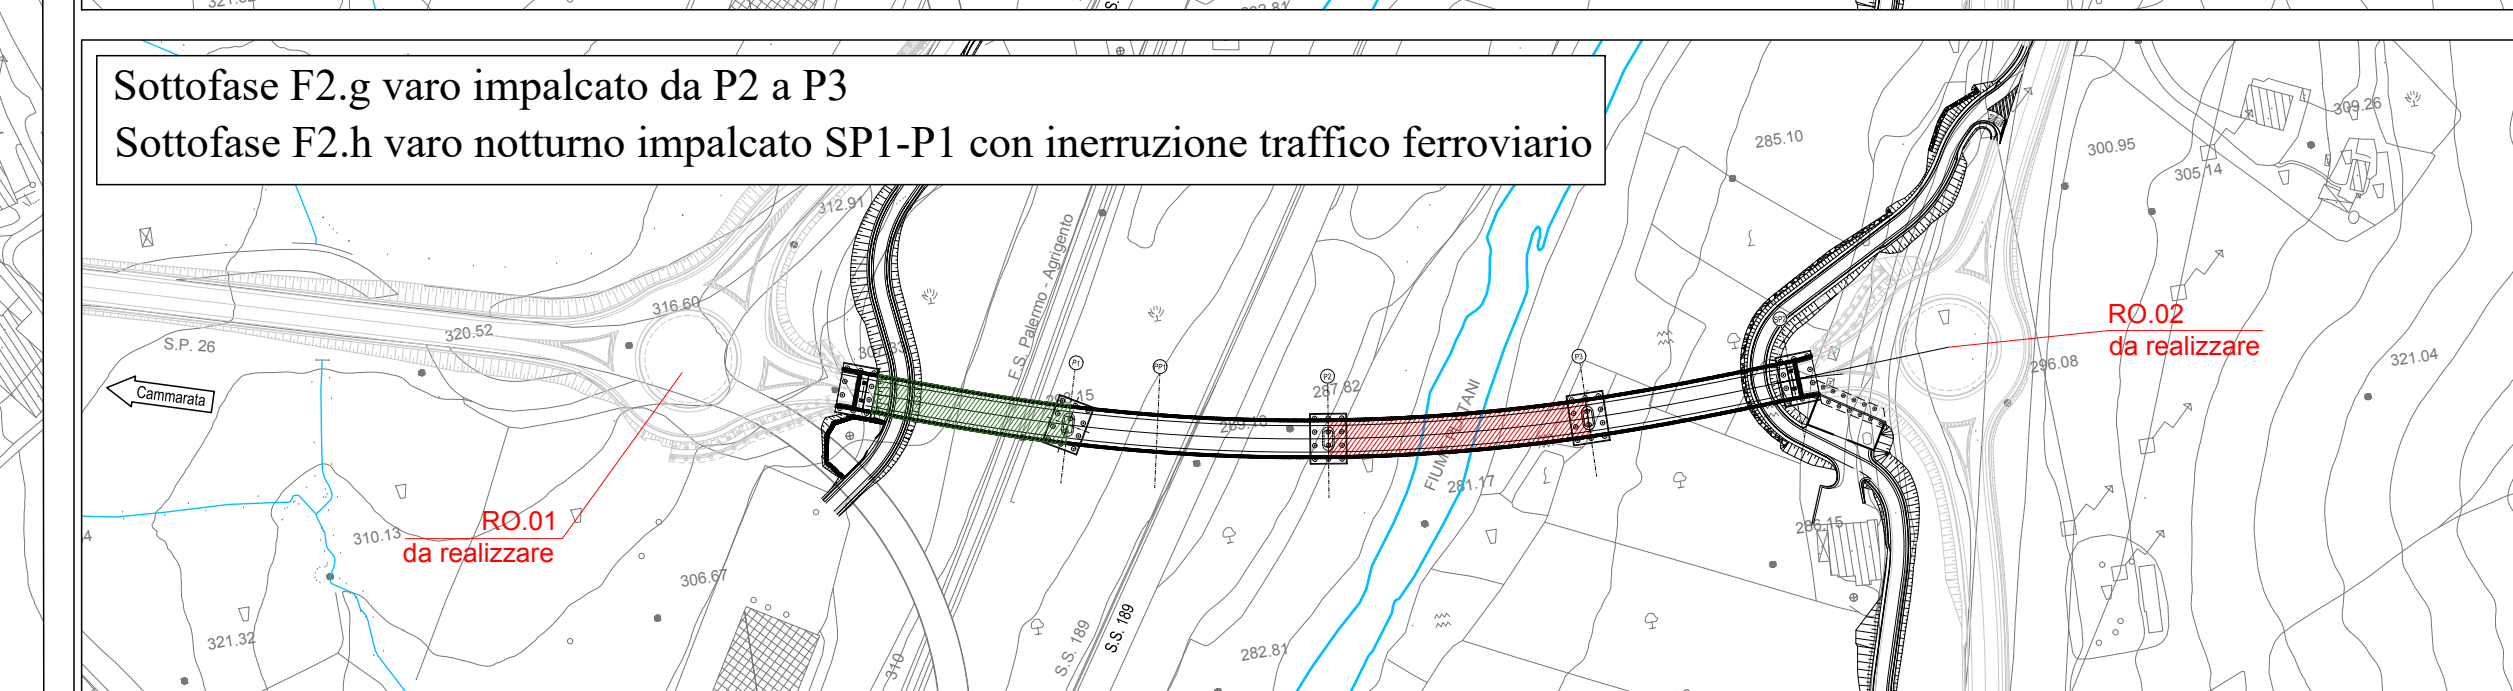 Sottofase F2.g varo impalcato da P2 a P3
Sottofase F2.h varo notturno impalcato SP1-P1 con inerruzione traffico ferroviario
285.10
309.26
300.95
305.14
312.91
F.S. Palermo - Agrigento
316.60
320.52
S.P. 26
Cammarata
RO.02
da realizzare
296.08
321.04
P1
PP1
P2
P3
SP2
287.82
281.17
286.15
RO.01
da realizzare
310.13
306.67
321.32
310
S.S. 189
S.S. 189
282.81